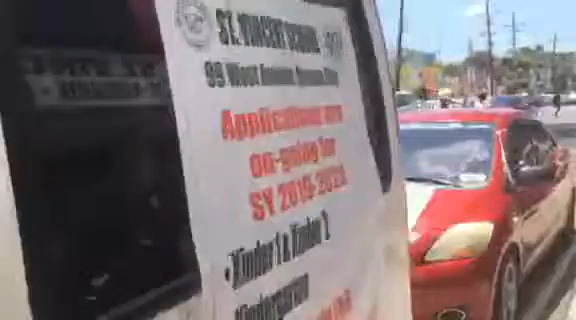 ST. VINCENT SCHOOL
99 West Avenue Quezon City
Applications are
on-going for
SY 2019-2020
• Kinder 1 & Kinder 2
Kindergarten